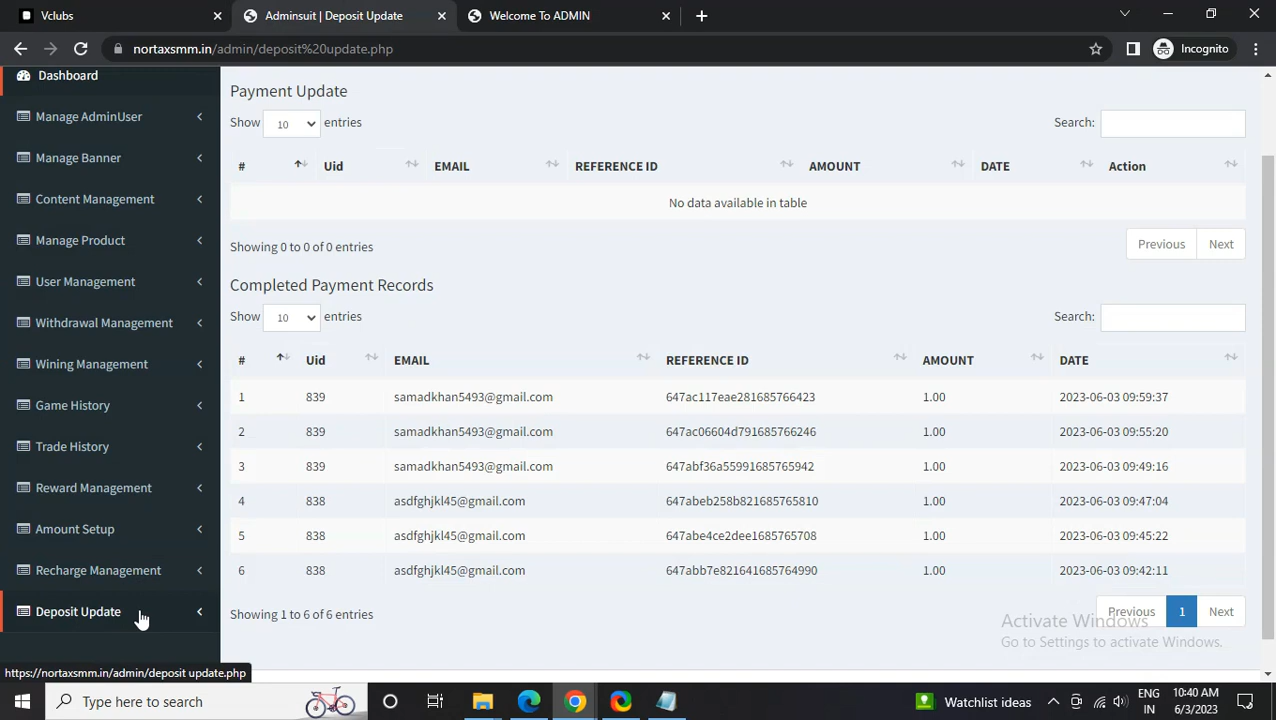 Vclubs
Adminsuit | Deposit Update
Welcome To ADMIN
nortaxsmm.in/admin/deposit%20update.php
Incognito
Dashboard
Manage AdminUser
Manage Banner
Content Management
Manage Product
User Management
Withdrawal Management
Wining Management
Game History
Trade History
Reward Management
Amount Setup
Recharge Management
Deposit Update
Payment Update
Show 10 entries Search:
# Uid EMAIL REFERENCE ID AMOUNT DATE Action
No data available in table
Showing 0 to 0 of 0 entries Previous Next
Completed Payment Records
Show 10 entries Search:
# Uid EMAIL REFERENCE ID AMOUNT DATE
1 839 samadkhan5493@gmail.com 647ac117eae281685766423 1.00 2023-06-03 09:59:37
2 839 samadkhan5493@gmail.com 647ac06604d791685766246 1.00 2023-06-03 09:55:20
3 839 samadkhan5493@gmail.com 647abf36a55991685765942 1.00 2023-06-03 09:49:16
4 838 asdfghjkl45@gmail.com 647abeb258b821685765810 1.00 2023-06-03 09:47:04
5 838 asdfghjkl45@gmail.com 647abe4ce2dee1685765708 1.00 2023-06-03 09:45:22
6 838 asdfghjkl45@gmail.com 647abb7e821641685764990 1.00 2023-06-03 09:42:11
Showing 1 to 6 of 6 entries Previous 1 Next
Activate Windows
Go to Settings to activate Windows.
https://nortaxsmm.in/admin/deposit update.php
Type here to search
Watchlist ideas
ENG
IN
10:40 AM
6/3/2023